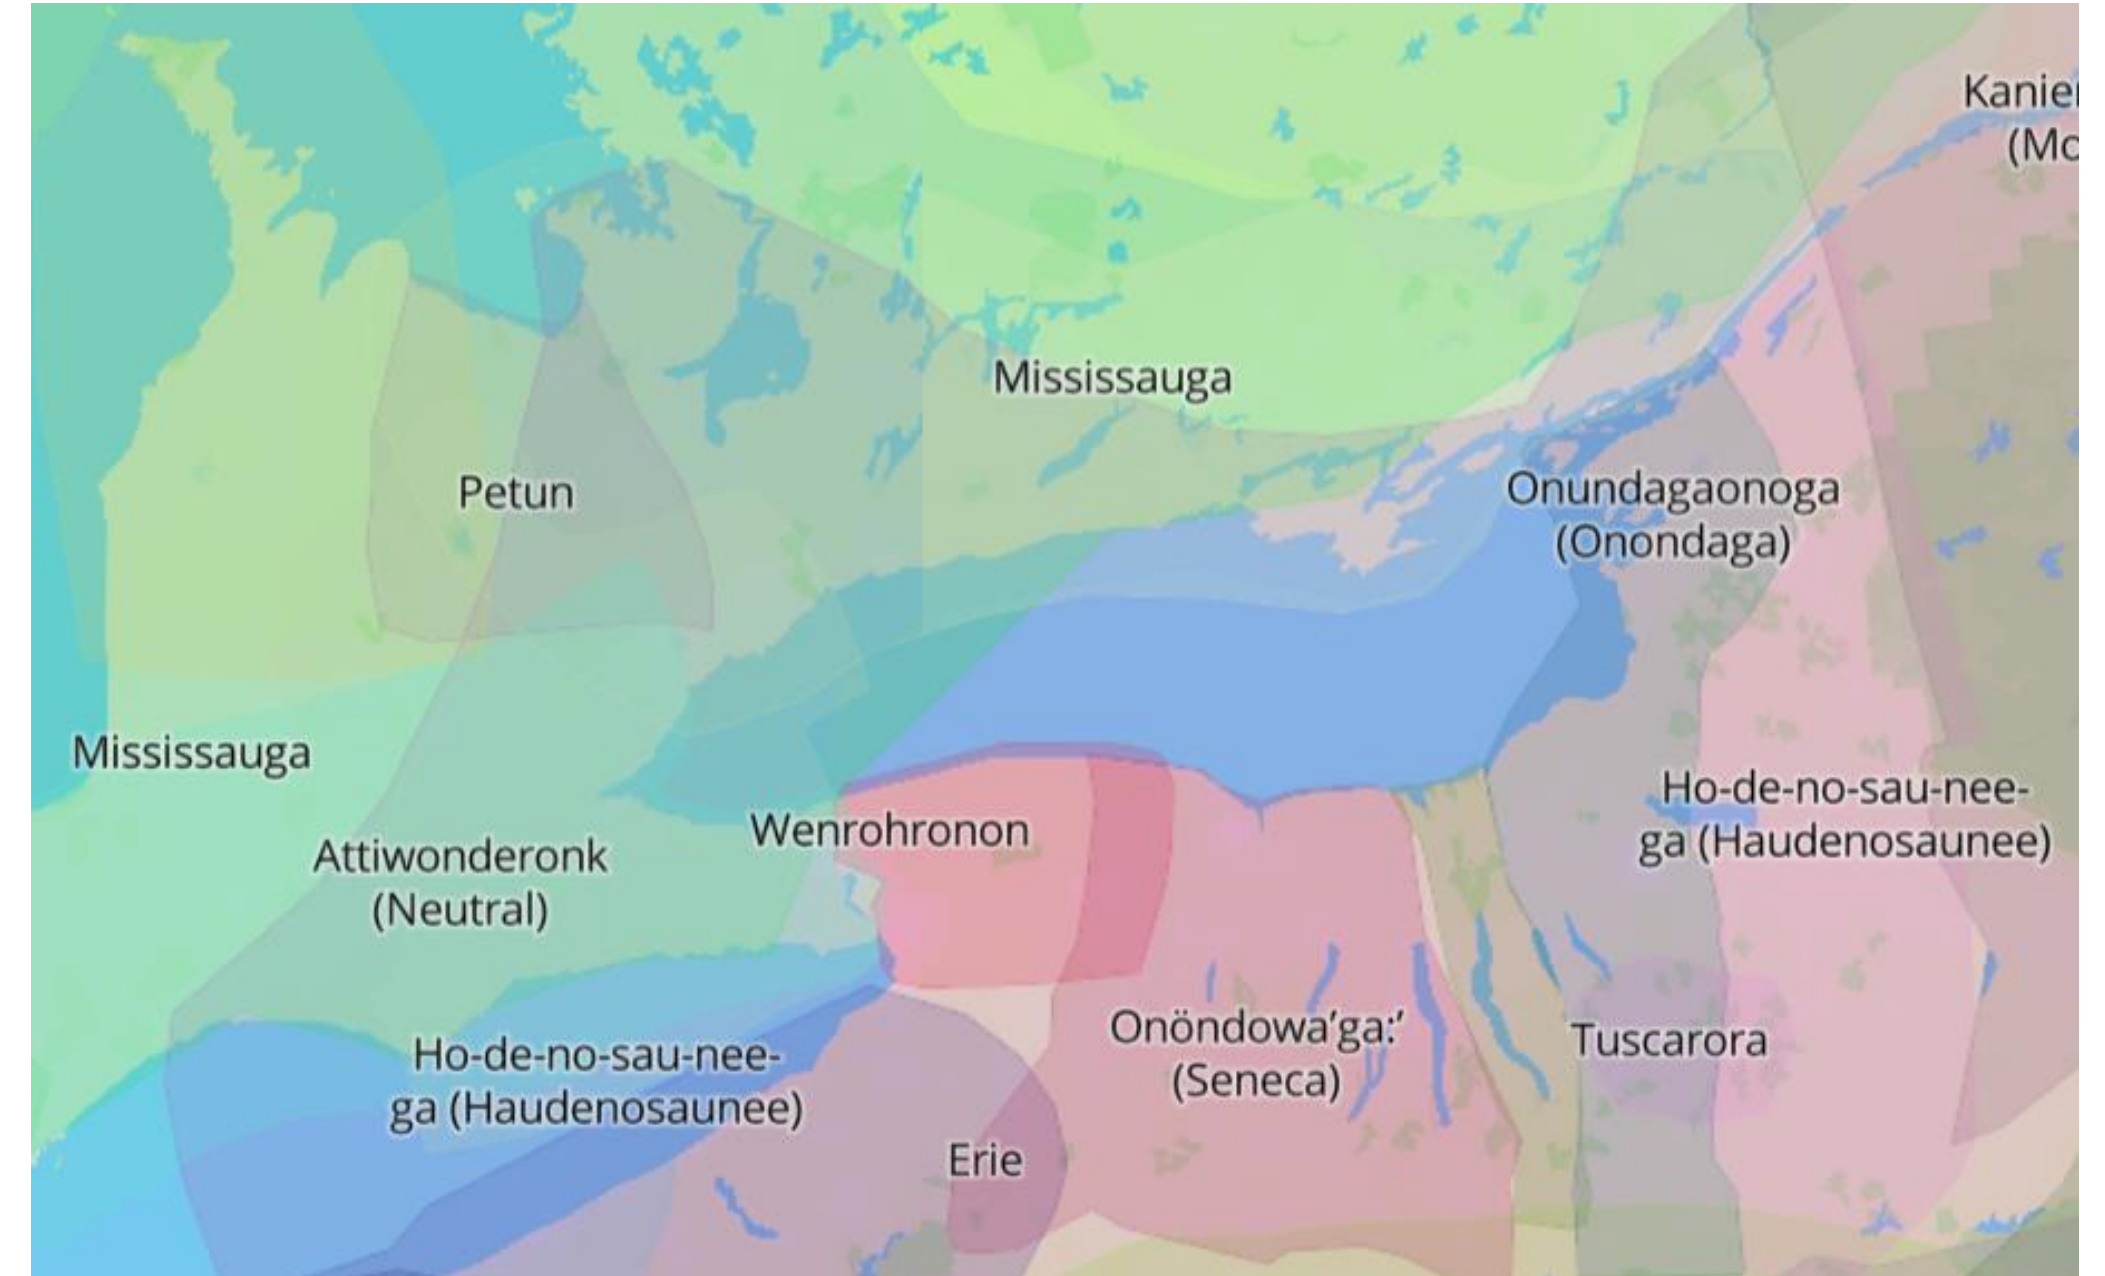 Kanie
(Mo
Mississauga
Petun
Onundagaonoga
(Onondaga)
Mississauga
Ho-de-no-sau-nee-
ga (Haudenosaunee)
Wenrohronon
Attiwonderonk
(Neutral)
Onöndowa’ga:’
(Seneca)
Tuscarora
Ho-de-no-sau-nee-
ga (Haudenosaunee)
Erie